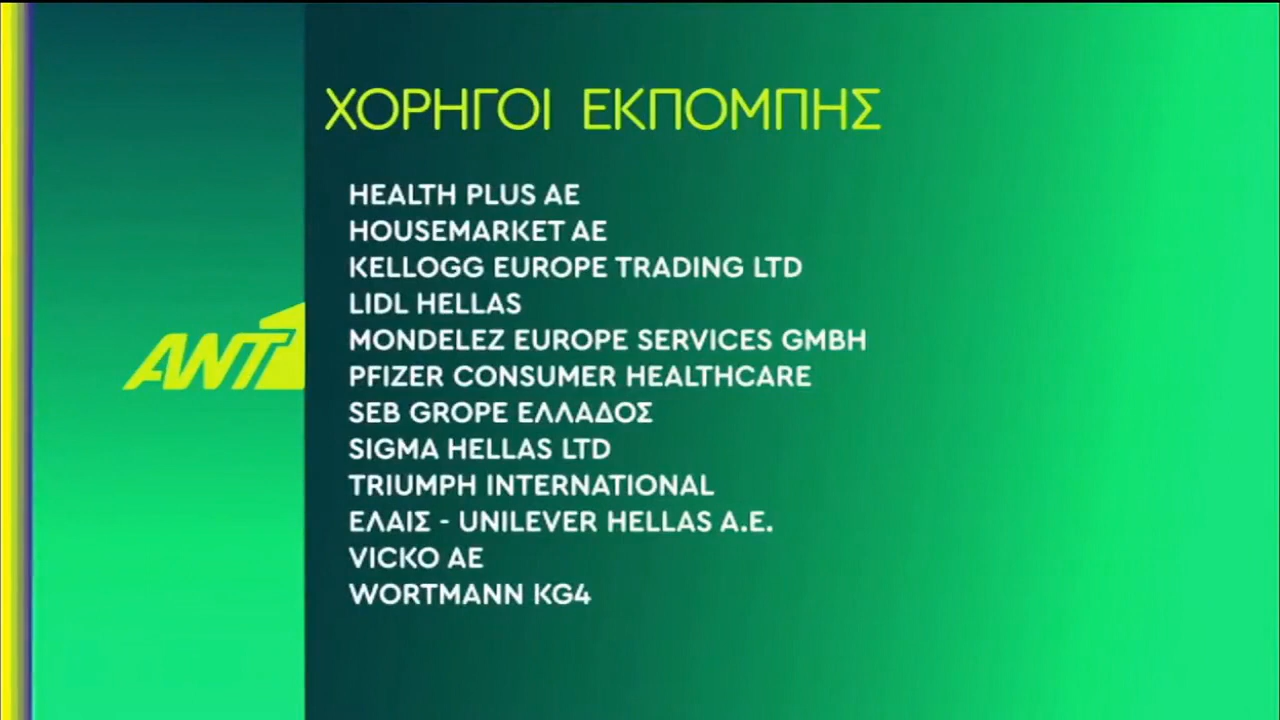 ΧΟΡΗΓΟΙ ΕΚΠΟΜΠΗΣ
HEALTH PLUS AE
HOUSEMARKET AE
KELLOGG EUROPE TRADING LTD
LIDL HELLAS
MONDELEZ EUROPE SERVICES GMBH
ANT1
PFIZER CONSUMER HEALTHCARE
SEB GROPE ΕΛΛΑΔΟΣ
SIGMA HELLAS LTD
TRIUMPH INTERNATIONAL
ΕΛΑΙΣ - UNILEVER HELLAS A.E.
VICKO AE
WORTMANN KG4